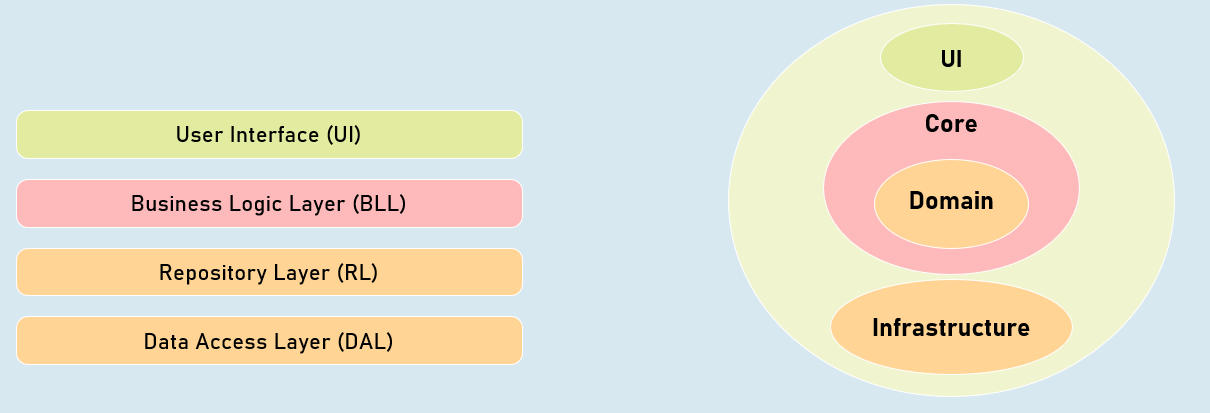 User Interface (UI)
Business Logic Layer (BLL)
Repository Layer (RL)
Data Access Layer (DAL)
UI
Core
Domain
Infrastructure